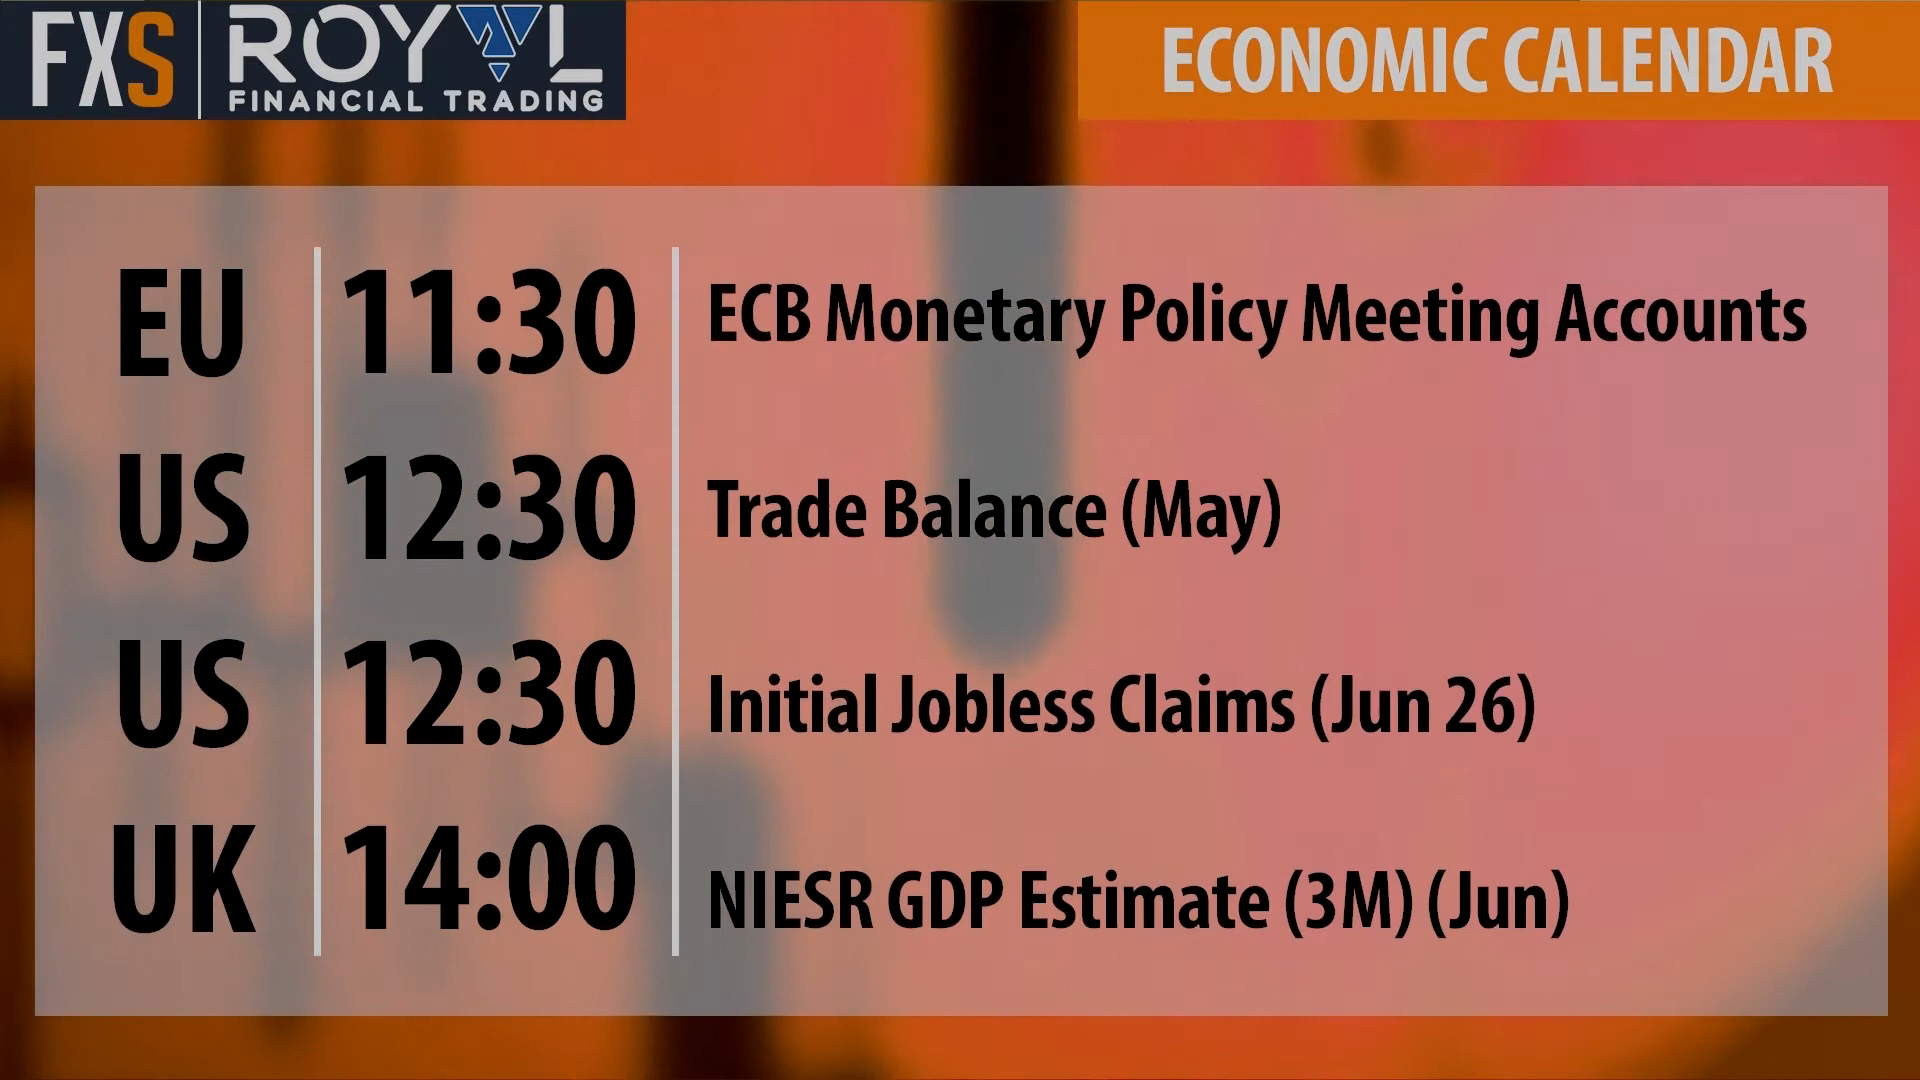 FXS
ROYAL
FINANCIAL TRADING
ECONOMIC CALENDAR
EU 11:30 ECB Monetary Policy Meeting Accounts
US 12:30 Trade Balance (May)
US 12:30 Initial Jobless Claims (Jun 26)
UK 14:00 NIESR GDP Estimate (3M) (Jun)